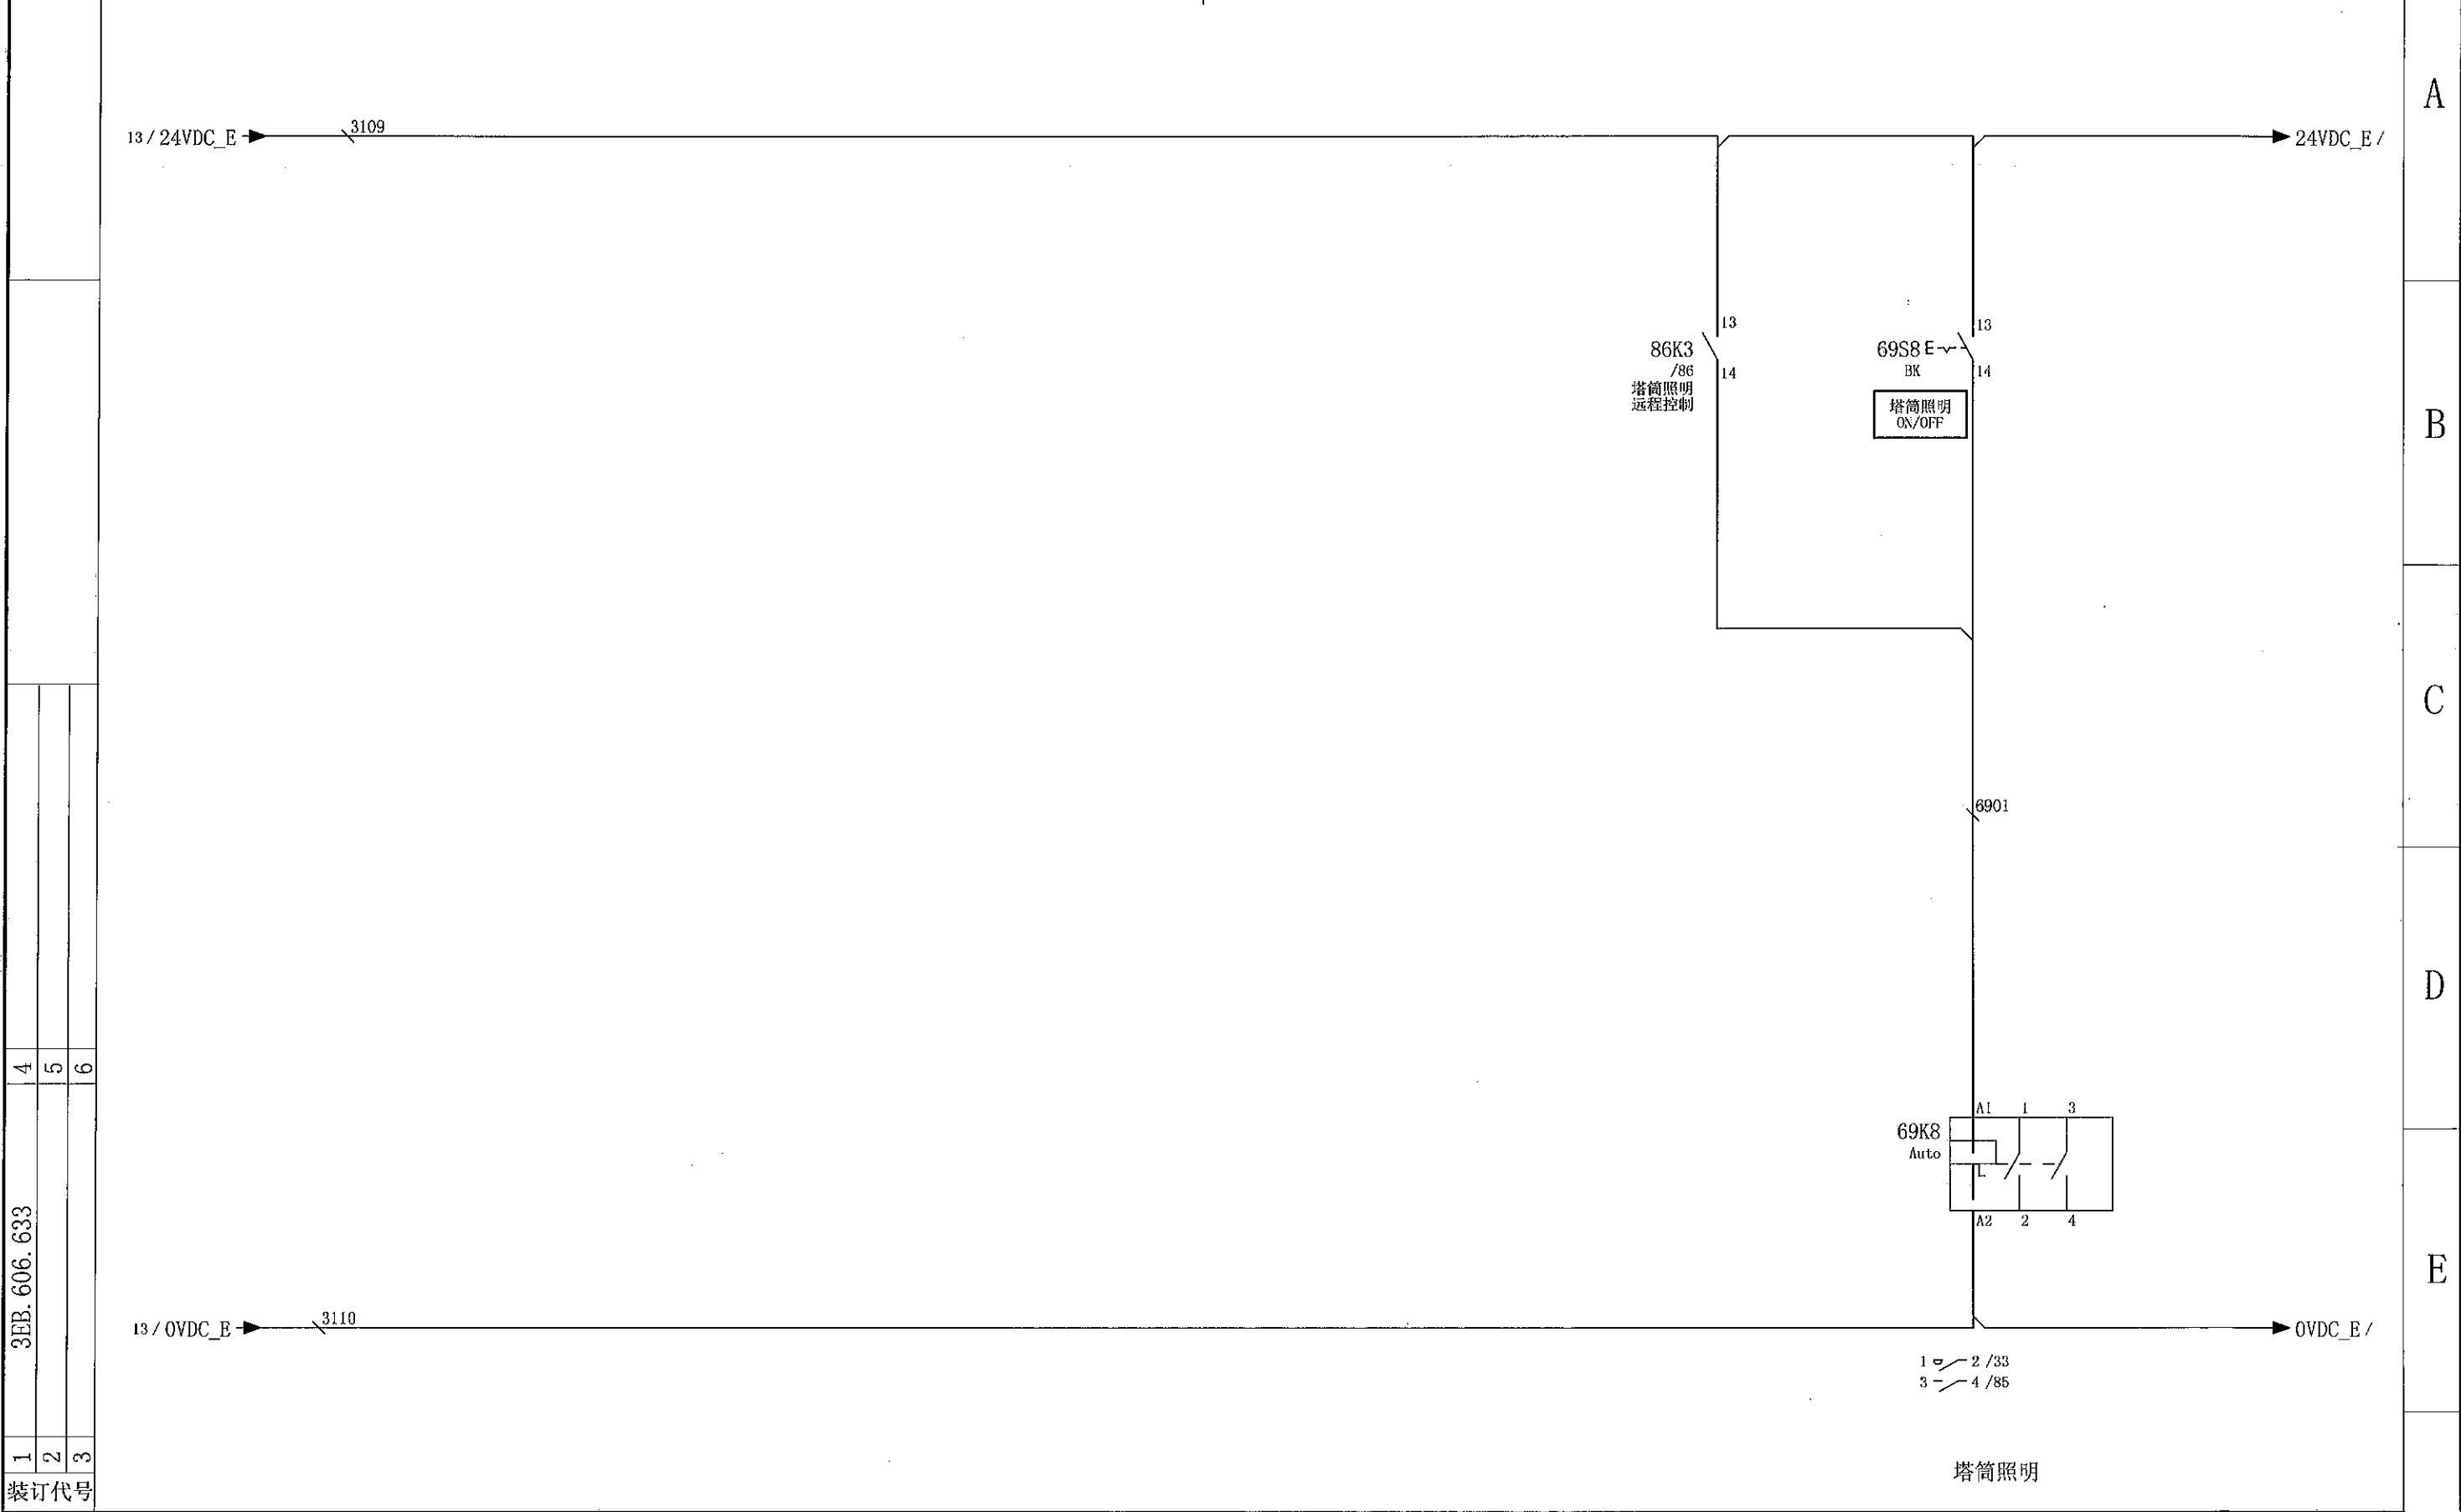 A
13/24VDC_E
3109
24VDC_E/
13
86K3
/86
14
塔筒照明
远程控制
13
69S8
BK
14
塔筒照明
ON/OFF
B
C
6901
D
A1 1 3
69K8
Auto
A2 2 4
E
13/0VDC_E
3110
0VDC_E/
1 2 /33
3 4 /85
塔筒照明
4 5 6
3EB.606.633
1 2 3
装订代号